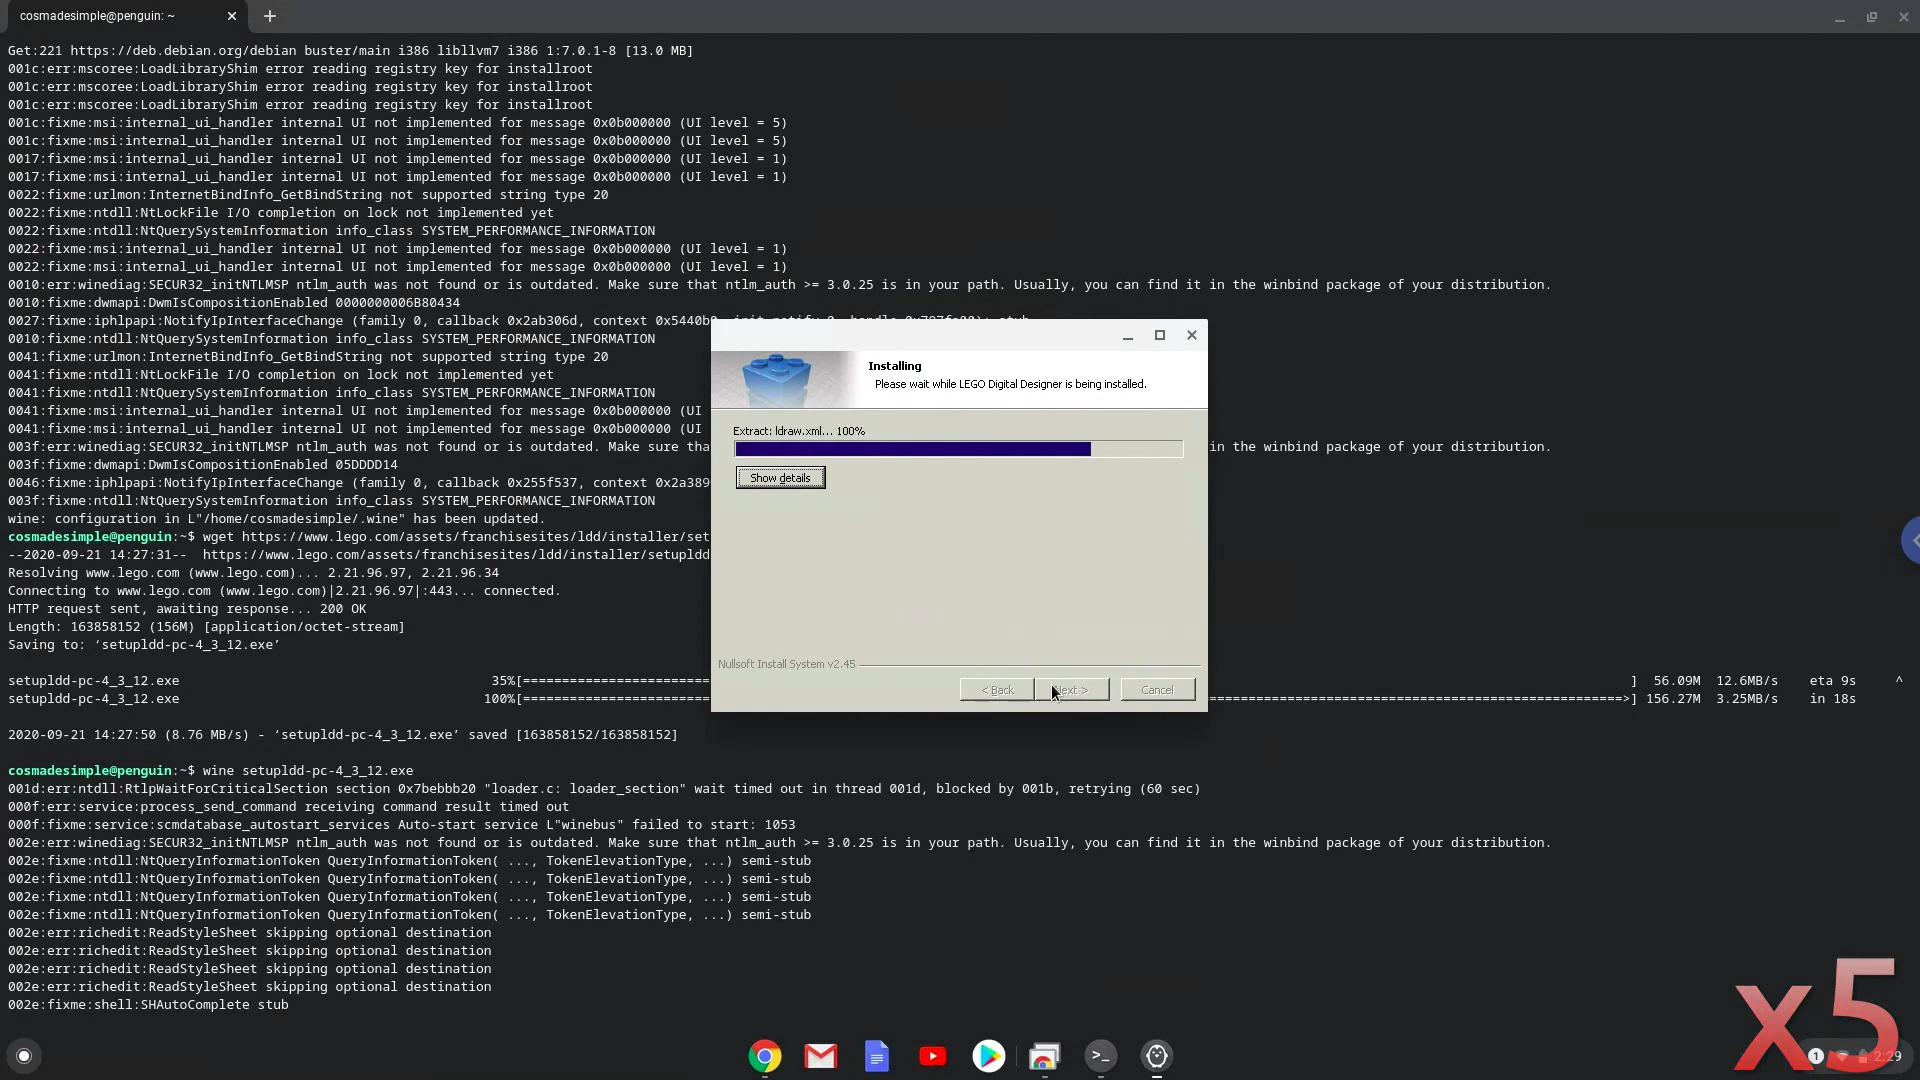 cosmadesimple@penguin: ~
Get:221 https://deb.debian.org/debian buster/main i386 libllvm7 i386 1:7.0.1-8 [13.0 MB]
001c:err:mscoree:LoadLibraryShim error reading registry key for installroot
001c:err:mscoree:LoadLibraryShim error reading registry key for installroot
001c:err:mscoree:LoadLibraryShim error reading registry key for installroot
001c:fixme:msi:internal_ui_handler internal UI not implemented for message 0x0b000000 (UI level = 5)
001c:fixme:msi:internal_ui_handler internal UI not implemented for message 0x0b000000 (UI level = 5)
0017:fixme:msi:internal_ui_handler internal UI not implemented for message 0x0b000000 (UI level = 1)
0017:fixme:msi:internal_ui_handler internal UI not implemented for message 0x0b000000 (UI level = 1)
0022:fixme:urlmon:InternetBindInfo_GetBindString not supported string type 20
0022:fixme:ntdll:NtLockFile I/O completion on lock not implemented yet
0022:fixme:ntdll:NtQuerySystemInformation info_class SYSTEM_PERFORMANCE_INFORMATION
0022:fixme:msi:internal_ui_handler internal UI not implemented for message 0x0b000000 (UI level = 1)
0022:fixme:msi:internal_ui_handler internal UI not implemented for message 0x0b000000 (UI level = 1)
0010:err:winediag:SECUR32_initNTLMSP ntlm_auth was not found or is outdated. Make sure that ntlm_auth >= 3.0.25 is in your path. Usually, you can find it in the winbind package of your distribution.
0010:fixme:dwmapi:DwmIsCompositionEnabled 0000000006B80434
0027:fixme:iphlpapi:NotifyIpInterfaceChange (family 0, callback 0x2ab306d, context 0x5440b0
0010:fixme:ntdll:NtQuerySystemInformation info_class SYSTEM_PERFORMANCE_INFORMATION
0041:fixme:urlmon:InternetBindInfo_GetBindString not supported string type 20
0041:fixme:ntdll:NtLockFile I/O completion on lock not implemented yet
0041:fixme:ntdll:NtQuerySystemInformation info_class SYSTEM_PERFORMANCE_INFORMATION
0041:fixme:msi:internal_ui_handler internal UI not implemented for message 0x0b000000 (UI
0041:fixme:msi:internal_ui_handler internal UI not implemented for message 0x0b000000 (UI
003f:err:winediag:SECUR32_initNTLMSP ntlm_auth was not found or is outdated. Make sure tha in the winbind package of your distribution.
003f:fixme:dwmapi:DwmIsCompositionEnabled 05DDDD14
0046:fixme:iphlpapi:NotifyIpInterfaceChange (family 0, callback 0x255f537, context 0x2a389
003f:fixme:ntdll:NtQuerySystemInformation info_class SYSTEM_PERFORMANCE_INFORMATION
wine: configuration in L"/home/cosmadesimple/.wine" has been updated.
cosmadesimple@penguin:~$ wget https://www.lego.com/assets/franchisesites/ldd/installer/set
--2020-09-21 14:27:31-- https://www.lego.com/assets/franchisesites/ldd/installer/setupldd
Resolving www.lego.com (www.lego.com)... 2.21.96.97, 2.21.96.34
Connecting to www.lego.com (www.lego.com)|2.21.96.97|:443... connected.
HTTP request sent, awaiting response... 200 OK
Length: 163858152 (156M) [application/octet-stream]
Saving to: ‘setupldd-pc-4_3_12.exe’
setupldd-pc-4_3_12.exe 35%[======================= ] 56.09M 12.6MB/s eta 9s ^
setupldd-pc-4_3_12.exe 100%[=======================>] 156.27M 3.25MB/s in 18s
2020-09-21 14:27:50 (8.76 MB/s) - ‘setupldd-pc-4_3_12.exe’ saved [163858152/163858152]
cosmadesimple@penguin:~$ wine setupldd-pc-4_3_12.exe
001d:err:ntdll:RtlpWaitForCriticalSection section 0x7bebbb20 "loader.c: loader_section" wait timed out in thread 001d, blocked by 001b, retrying (60 sec)
000f:err:service:process_send_command receiving command result timed out
000f:fixme:service:scmdatabase_autostart_services Auto-start service L"winebus" failed to start: 1053
002e:err:winediag:SECUR32_initNTLMSP ntlm_auth was not found or is outdated. Make sure that ntlm_auth >= 3.0.25 is in your path. Usually, you can find it in the winbind package of your distribution.
002e:fixme:ntdll:NtQueryInformationToken QueryInformationToken( ..., TokenElevationType, ...) semi-stub
002e:fixme:ntdll:NtQueryInformationToken QueryInformationToken( ..., TokenElevationType, ...) semi-stub
002e:fixme:ntdll:NtQueryInformationToken QueryInformationToken( ..., TokenElevationType, ...) semi-stub
002e:fixme:ntdll:NtQueryInformationToken QueryInformationToken( ..., TokenElevationType, ...) semi-stub
002e:err:richedit:ReadStyleSheet skipping optional destination
002e:err:richedit:ReadStyleSheet skipping optional destination
002e:err:richedit:ReadStyleSheet skipping optional destination
002e:err:richedit:ReadStyleSheet skipping optional destination
002e:fixme:shell:SHAutoComplete stub
Installing
Please wait while LEGO Digital Designer is being installed.
Extract: ldraw.xml... 100%
Show details
Nullsoft Install System v2.45
< Back
Next >
Cancel
x5
1
2:29